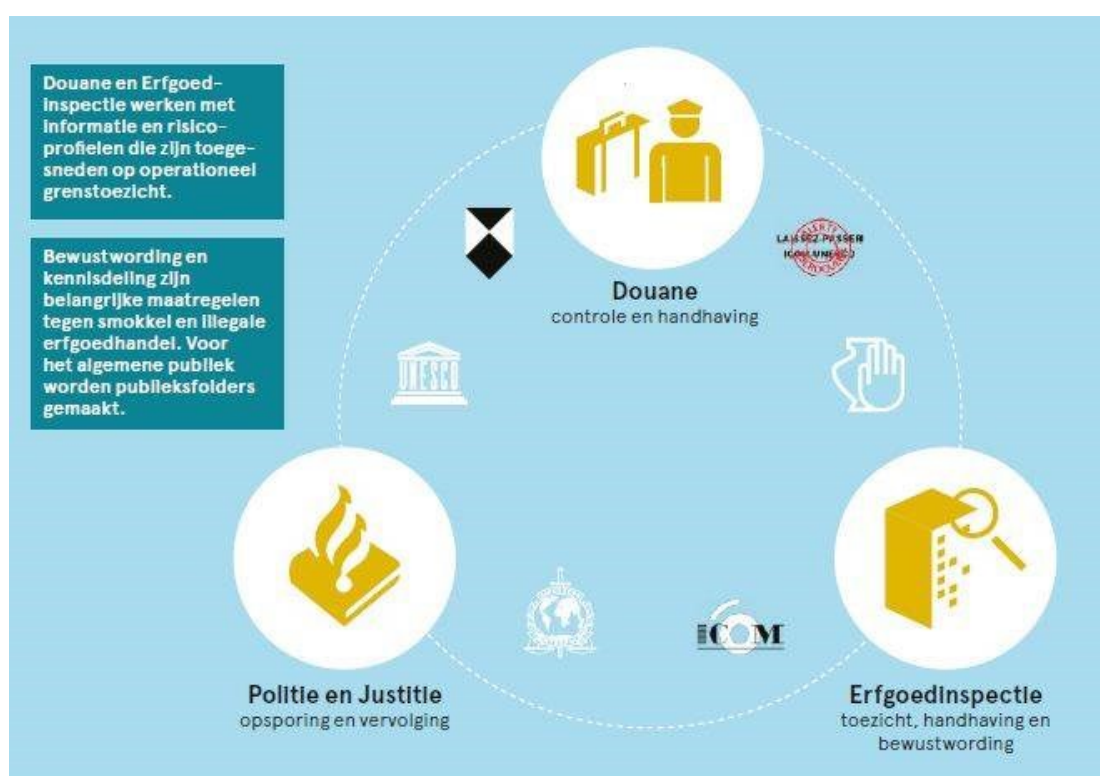 Douane en Erfgoed-
inspectie werken met
informatie en risico-
profielen die zijn toege-
sneden op operationeel
grenstoezicht.
Bewustwording en
kennisdeling zijn
belangrijke maatregelen
tegen smokkel en illegale
erfgoedhandel. Voor
het algemene publiek
worden publieksfolders
gemaakt.
LAISSEZ-PASSER
ICOM UNESCO
Douane
controle en handhaving
UNESCO
ICOM
Politie en Justitie
opsporing en vervolging
Erfgoedinspectie
toezicht, handhaving en
bewustwording